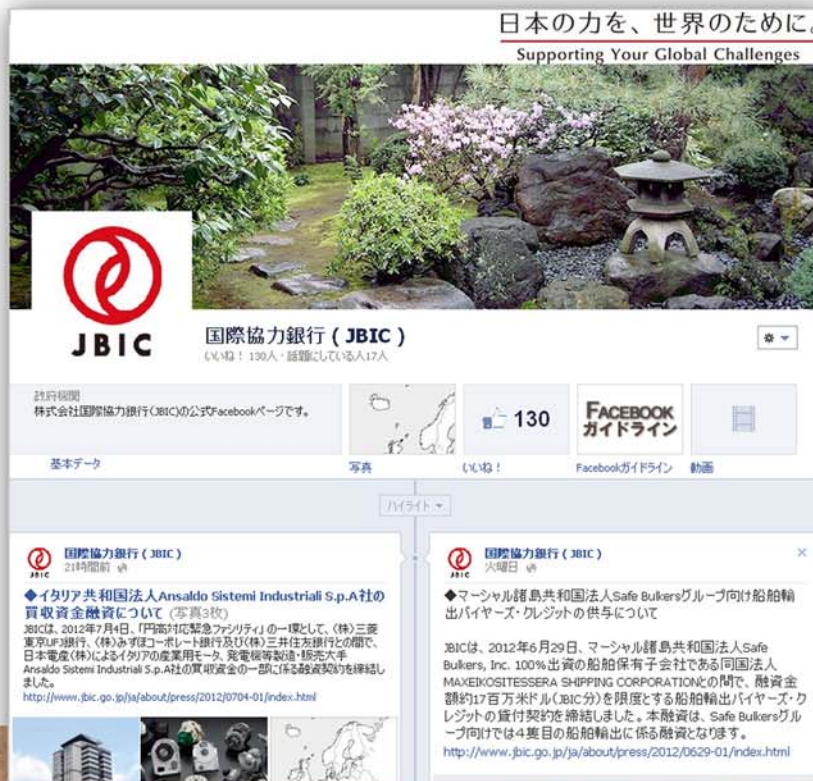 日本の力を、世界のために。
Supporting Your Global Challenges
JBIC
国際協力銀行 ( JBIC )
いいね! 130人・話題にしている人17人
政府機関
株式会社国際協力銀行(JBIC)の公式Facebookページです。
130
FACEBOOK
ガイドライン
基本データ
写真
いいね!
Facebookガイドライン
動画
ハイライト
JBIC
国際協力銀行 ( JBIC )
21時間前
◆イタリア共和国法人Ansaldo Sistemi Industriali S.p.A社の
買収資金融資について (写真3枚)
JBICは、2012年7月4日、「円高対応緊急ファシリティ」の一環として、(株)三菱
東京UFJ銀行、(株)みずほコーポレート銀行及び(株)三井住友銀行との間で、
日本電産(株)によるイタリアの産業用モータ、発電機等製造・販売大手
Ansaldo Sistemi Industriali S.p.A社の買収資金の一部に係る融資契約を締結し
ました。
http://www.jbic.go.jp/ja/about/press/2012/0704-01/index.html
JBIC
国際協力銀行 ( JBIC )
火曜日
◆マーシャル諸島共和国法人Safe Bulkersグループ向け船舶輸
出バイヤーズ・クレジットの供与について
JBICは、2012年6月29日、マーシャル諸島共和国法人Safe
Bulkers, Inc. 100%出資の船舶保有子会社である同国法人
MAXEIKOSITESSERA SHIPPING CORPORATIONとの間で、融資金
額約17百万米ドル(JBIC分)を限度とする船舶輸出バイヤーズ・ク
レジットの貸付契約を締結しました。本融資は、Safe Bulkersグル
ープ向けでは4隻目の船舶輸出に係る融資となります。
http://www.jbic.go.jp/ja/about/press/2012/0629-01/index.html